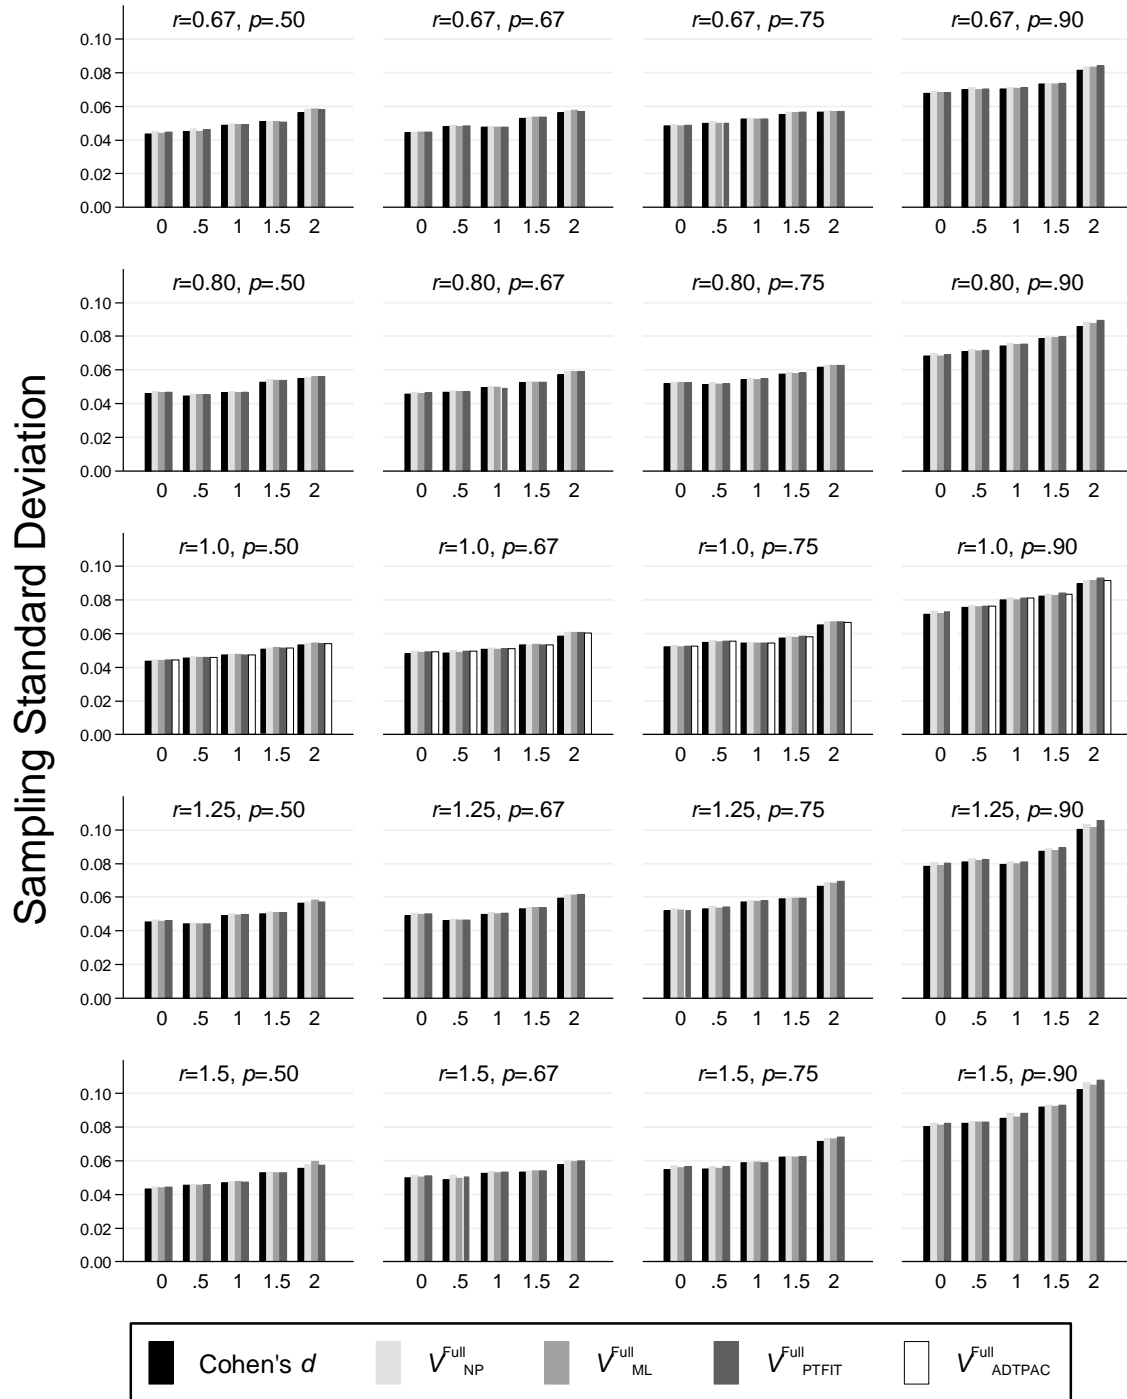 Sampling Standard Deviation
r=0.67, p=.50 r=0.67, p=.67 r=0.67, p=.75 r=0.67, p=.90
0.10
0.08
0.06
0.04
0.02
0.00
0 .5 1 1.5 2 0 .5 1 1.5 2 0 .5 1 1.5 2 0 .5 1 1.5 2
r=0.80, p=.50 r=0.80, p=.67 r=0.80, p=.75 r=0.80, p=.90
0.10
0.08
0.06
0.04
0.02
0.00
0 .5 1 1.5 2 0 .5 1 1.5 2 0 .5 1 1.5 2 0 .5 1 1.5 2
r=1.0, p=.50 r=1.0, p=.67 r=1.0, p=.75 r=1.0, p=.90
0.10
0.08
0.06
0.04
0.02
0.00
0 .5 1 1.5 2 0 .5 1 1.5 2 0 .5 1 1.5 2 0 .5 1 1.5 2
r=1.25, p=.50 r=1.25, p=.67 r=1.25, p=.75 r=1.25, p=.90
0.10
0.08
0.06
0.04
0.02
0.00
0 .5 1 1.5 2 0 .5 1 1.5 2 0 .5 1 1.5 2 0 .5 1 1.5 2
r=1.5, p=.50 r=1.5, p=.67 r=1.5, p=.75 r=1.5, p=.90
0.10
0.08
0.06
0.04
0.02
0.00
0 .5 1 1.5 2 0 .5 1 1.5 2 0 .5 1 1.5 2 0 .5 1 1.5 2
Cohen's d V Full NP V Full ML V Full PTFIT V Full ADTPAC